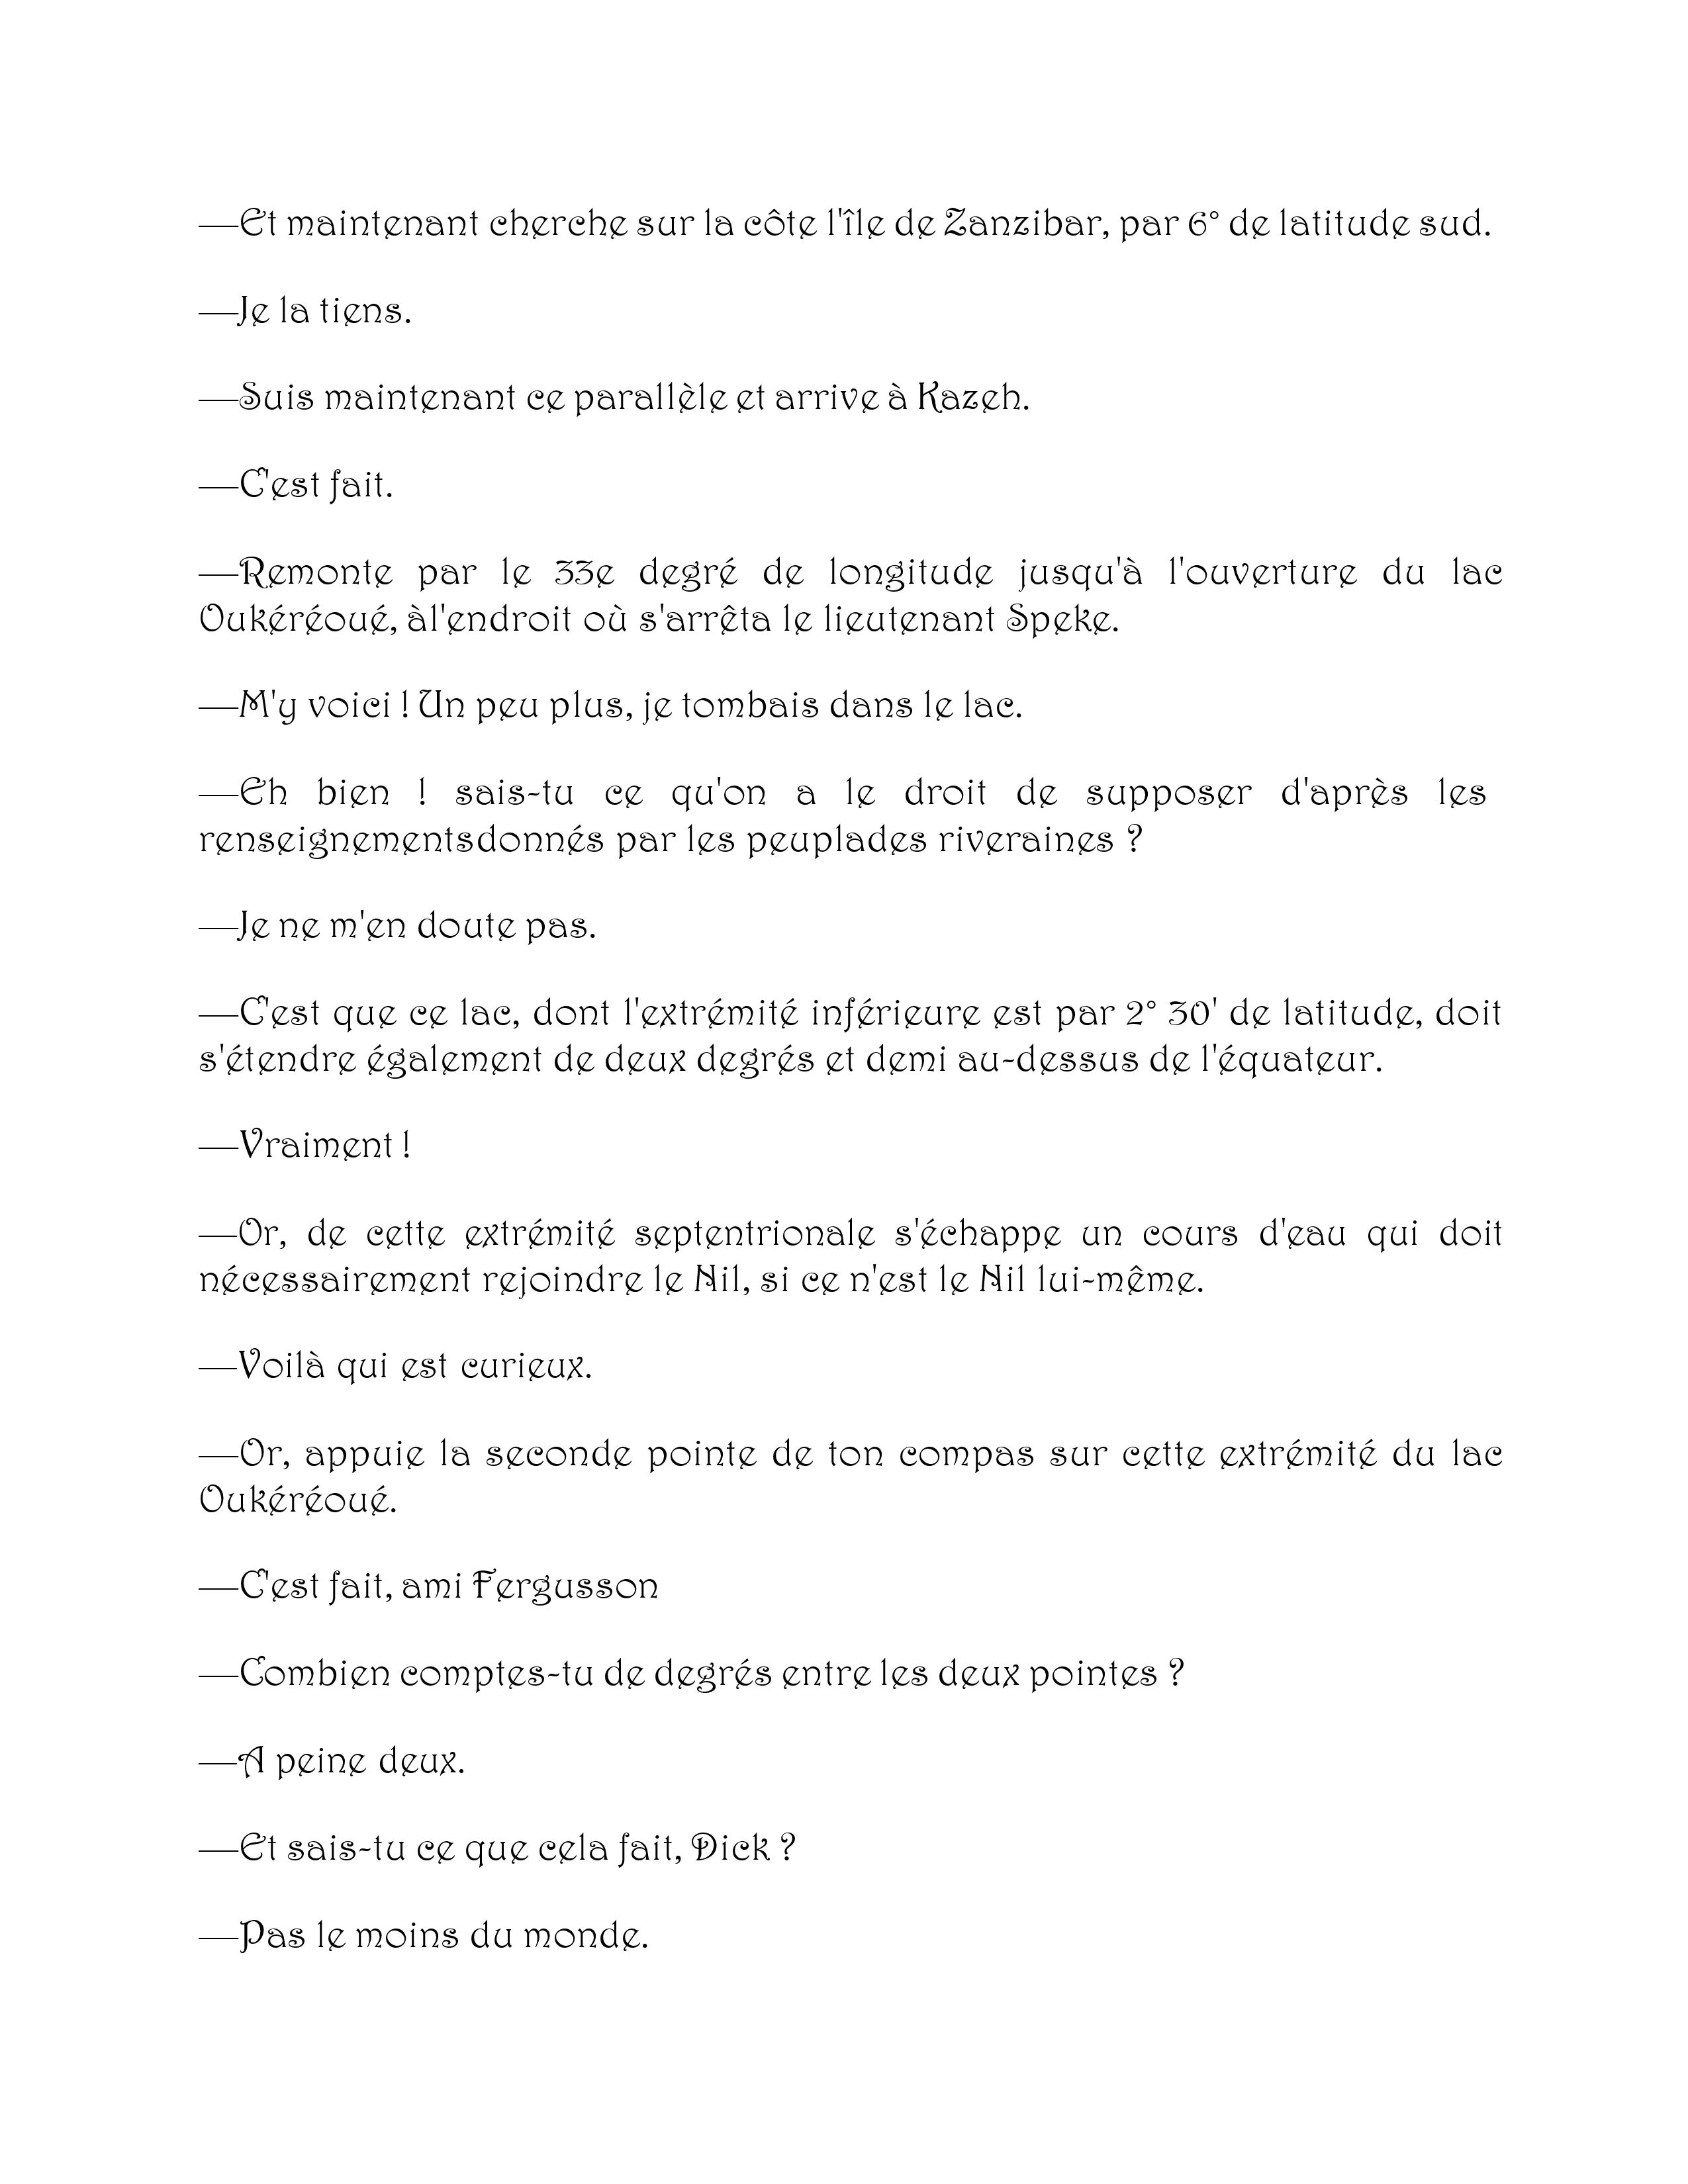 —Et maintenant cherche sur la côte l'île de Zanzibar, par 6° de latitude sud.
—Je la tiens.
—Suis maintenant ce parallèle et arrive à Kazeh.
—C'est fait.
—Remonte par le 33e degré de longitude jusqu'à l'ouverture du lac
Oukéréoué, àl'endroit où s'arrêta le lieutenant Speke.
—M'y voici ! Un peu plus, je tombais dans le lac.
—Eh bien ! sais-tu ce qu'on a le droit de supposer d'après les
renseignementsdonnés par les peuplades riveraines ?
—Je ne m'en doute pas.
—C'est que ce lac, dont l'extrémité inférieure est par 2° 30' de latitude, doit
s'étendre également de deux degrés et demi au-dessus de l'équateur.
—Vraiment !
—Or, de cette extrémité septentrionale s'échappe un cours d'eau qui doit
nécessairement rejoindre le Nil, si ce n'est le Nil lui-même.
—Voilà qui est curieux.
—Or, appuie la seconde pointe de ton compas sur cette extrémité du lac
Oukéréoué.
—C'est fait, ami Fergusson
—Combien comptes-tu de degrés entre les deux pointes ?
—A peine deux.
—Et sais-tu ce que cela fait, Dick ?
—Pas le moins du monde.